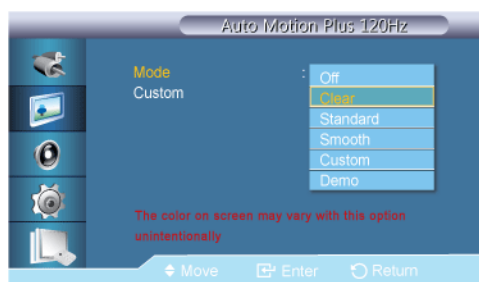 Auto Motion Plus 120Hz
Mode : Off
Custom Clear
Standard
Smooth
Custom
Demo
The color on screen may vary with this option
unintentionally
Move Enter Return